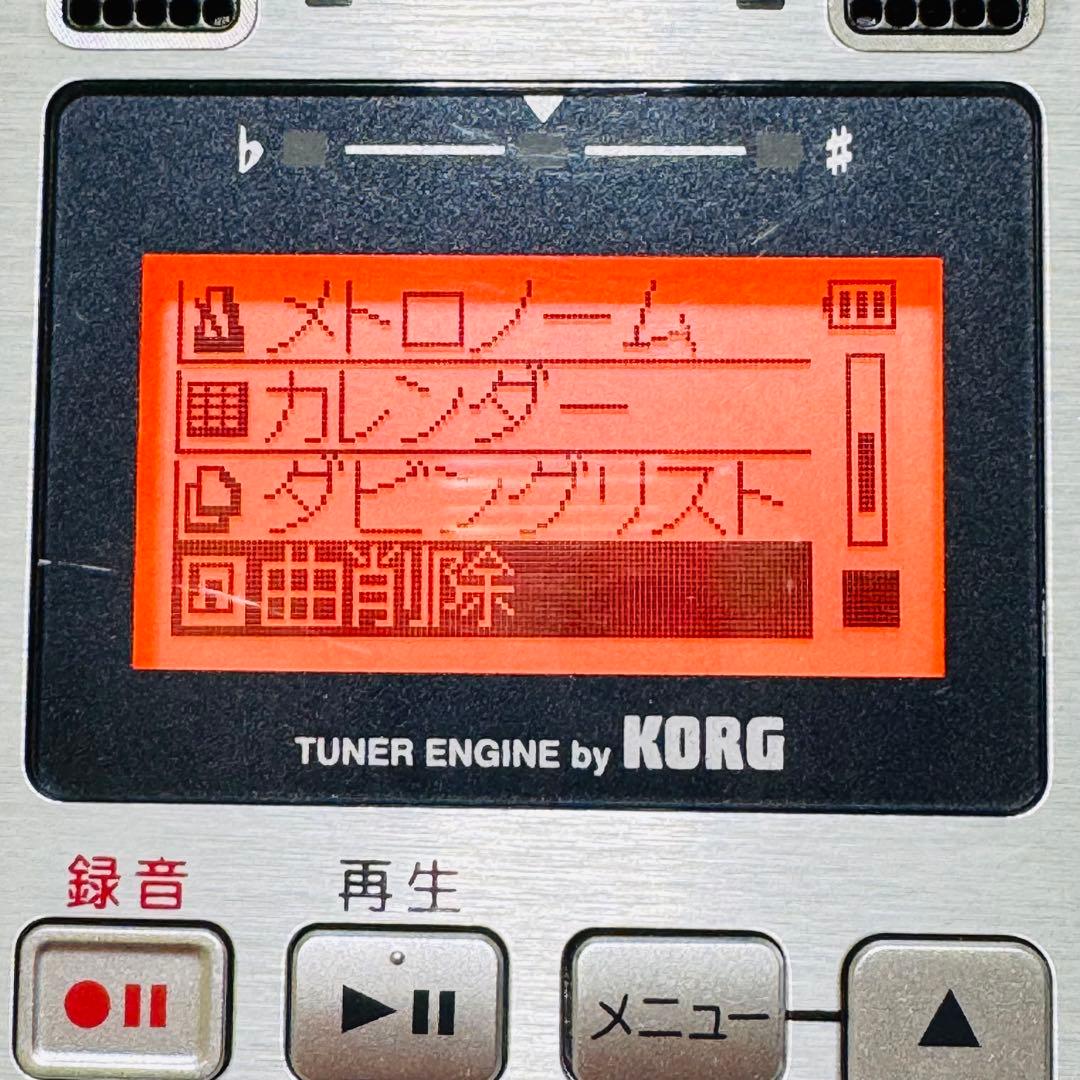 ♭ ♯
メトロノーム
カレンダー
ダビングリスト
曲削除
TUNER ENGINE by KORG
録音 再生
メニュー